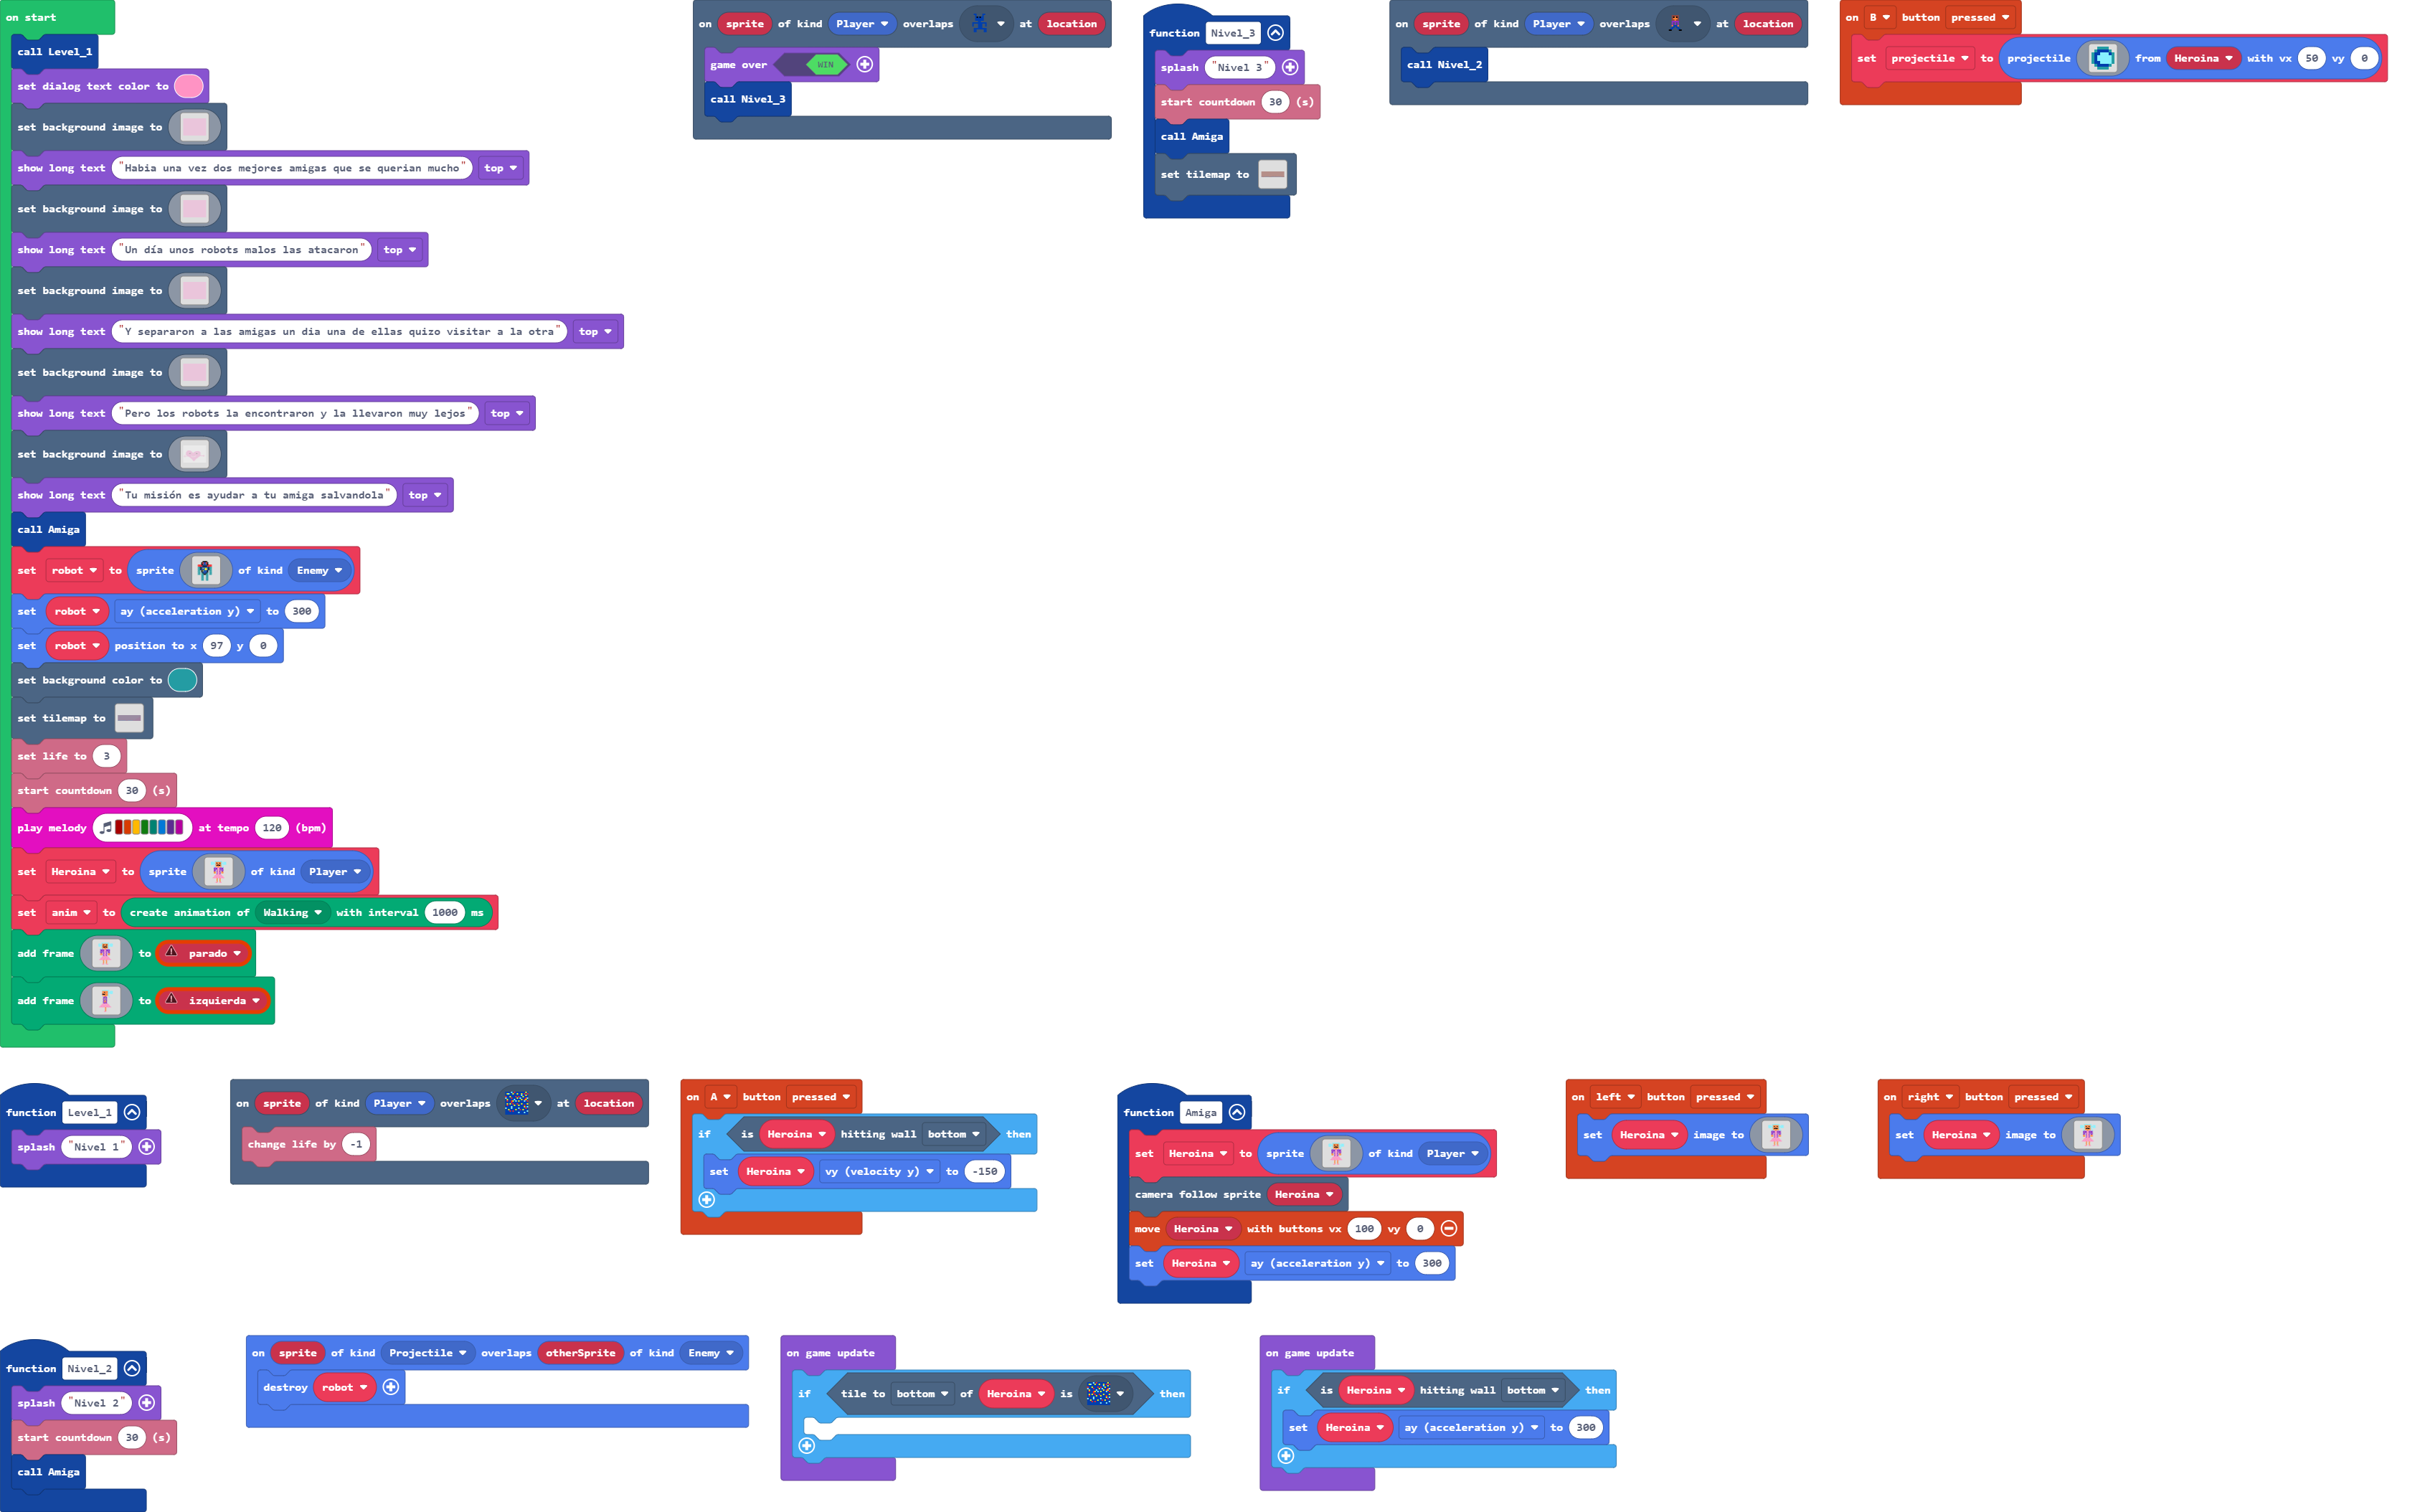 on start
call Level_1
set dialog text color to
set background image to
show long text "Habia una vez dos mejores amigas que se querian mucho" top
set background image to
show long text "Un día unos robots malos las atacaron" top
set background image to
show long text "Y separaron a las amigas un dia una de ellas quizo visitar a la otra" top
set background image to
show long text "Pero los robots la encontraron y la llevaron muy lejos" top
set background image to
show long text "Tu misión es ayudar a tu amiga salvandola" top
call Amiga
set robot to sprite of kind Enemy
set robot ay (acceleration y) to 300
set robot position to x 97 y 0
set background color to
set tilemap to
set life to 3
start countdown 30 (s)
play melody at tempo 120 (bpm)
set Heroina to sprite of kind Player
set anim to create animation of Walking with interval 1000 ms
add frame to parado
add frame to izquierda
on sprite of kind Player overlaps at location
game over WIN
call Nivel_3
function Nivel_3
splash "Nivel 3"
start countdown 30 (s)
call Amiga
set tilemap to
on sprite of kind Player overlaps at location
call Nivel_2
on B button pressed
set projectile to projectile from Heroina with vx 50 vy 0
function Level_1
splash "Nivel 1"
on sprite of kind Player overlaps at location
change life by -1
on A button pressed
if is Heroina hitting wall bottom then
set Heroina vy (velocity y) to -150
function Amiga
set Heroina to sprite of kind Player
camera follow sprite Heroina
move Heroina with buttons vx 100 vy 0
set Heroina ay (acceleration y) to 300
on left button pressed
set Heroina image to
on right button pressed
set Heroina image to
function Nivel_2
splash "Nivel 2"
start countdown 30 (s)
call Amiga
on sprite of kind Projectile overlaps otherSprite of kind Enemy
destroy robot
on game update
if tile to bottom of Heroina is then
on game update
if is Heroina hitting wall bottom then
set Heroina ay (acceleration y) to 300